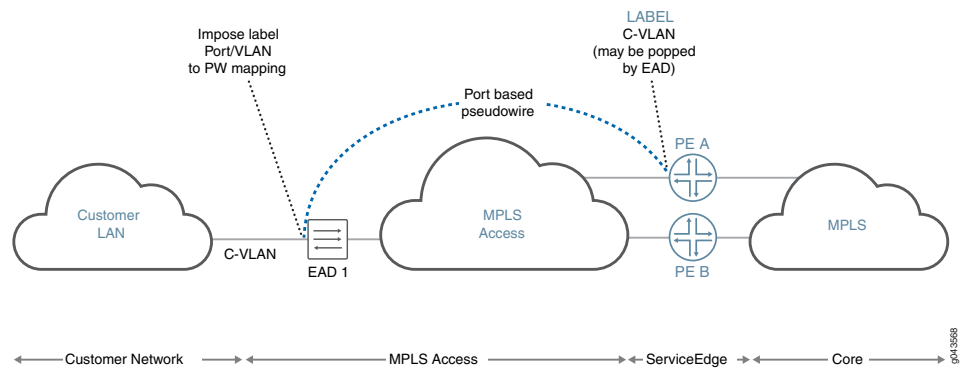 LABEL
C-VLAN
(may be popped
by EAD)
Impose label
Port/VLAN
to PW mapping
Port based
pseudowire
PE A
Customer
LAN
MPLS
Access
MPLS
C-VLAN
EAD 1
PE B
Customer Network
MPLS Access
ServiceEdge
Core
g043568